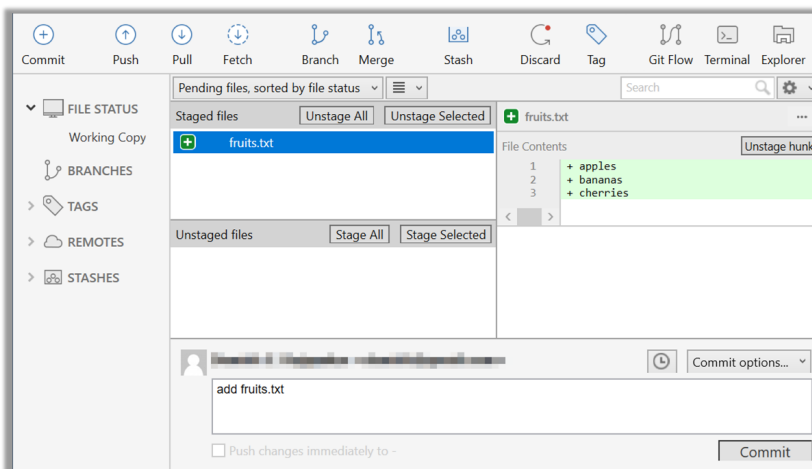 Commit Push Pull Fetch Branch Merge Stash Discard Tag Git Flow Terminal Explorer
Pending files, sorted by file status
Search
FILE STATUS
Working Copy
BRANCHES
TAGS
REMOTES
STASHES
Staged files Unstage All Unstage Selected
fruits.txt
Unstaged files Stage All Stage Selected
fruits.txt
File Contents Unstage hunk
1 + apples
2 + bananas
3 + cherries
Commit options...
add fruits.txt
Push changes immediately to -
Commit